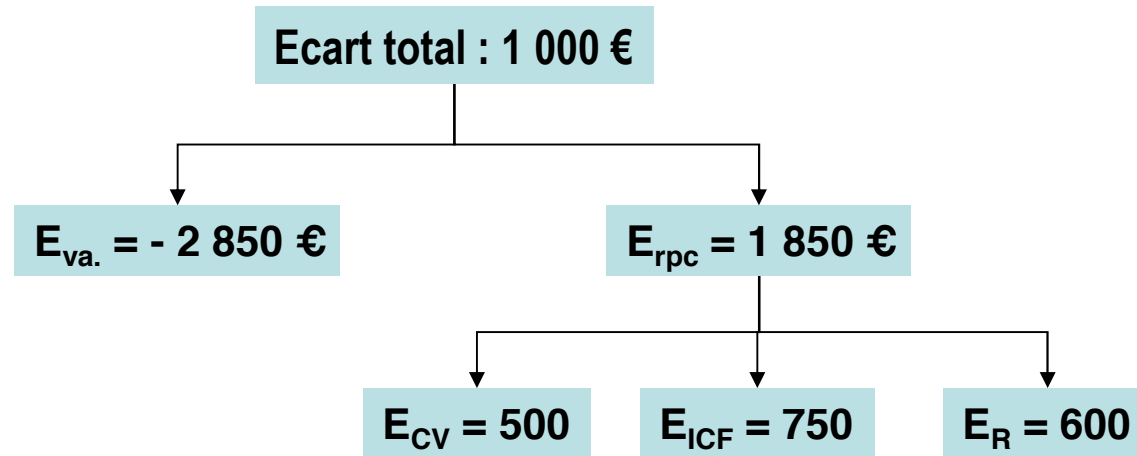 Ecart total : 1 000 €
Eva. = - 2 850 €
Erpc = 1 850 €
ECV = 500
EICF = 750
ER = 600